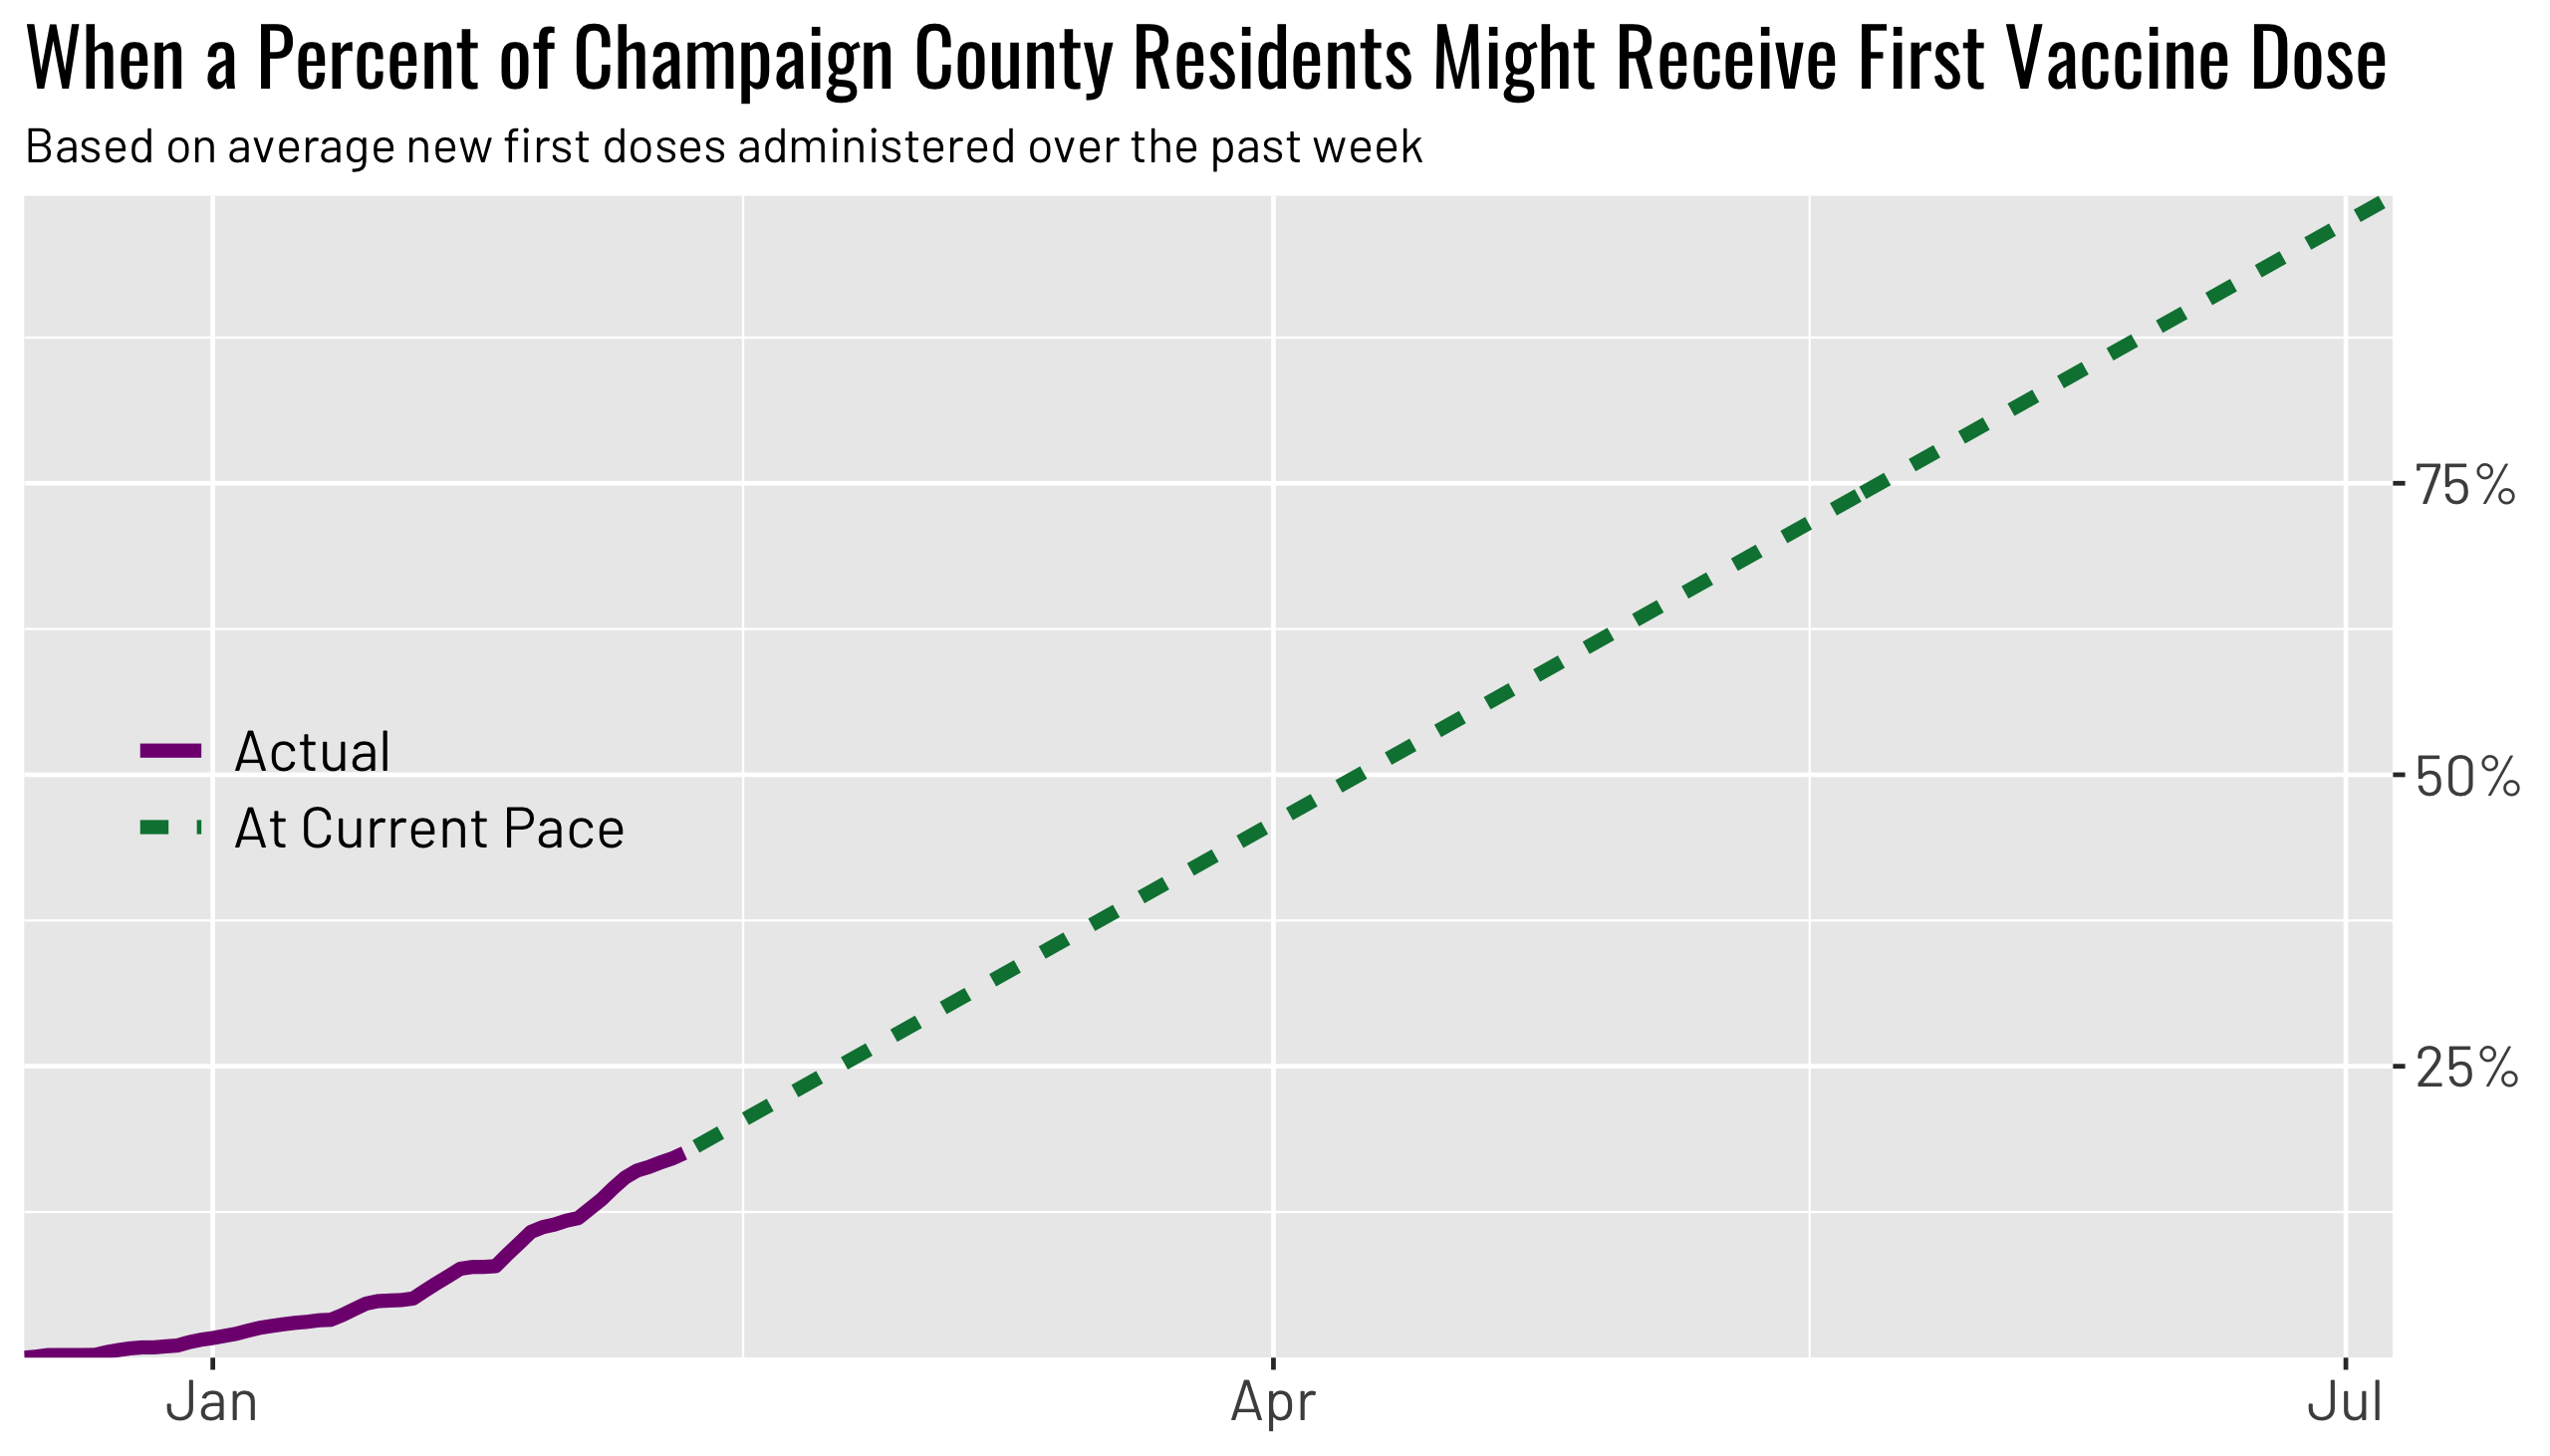 When a Percent of Champaign County Residents Might Receive First Vaccine Dose
Based on average new first doses administered over the past week
75%
Actual
50%
At Current Pace
25%
Jan
Apr
Jul